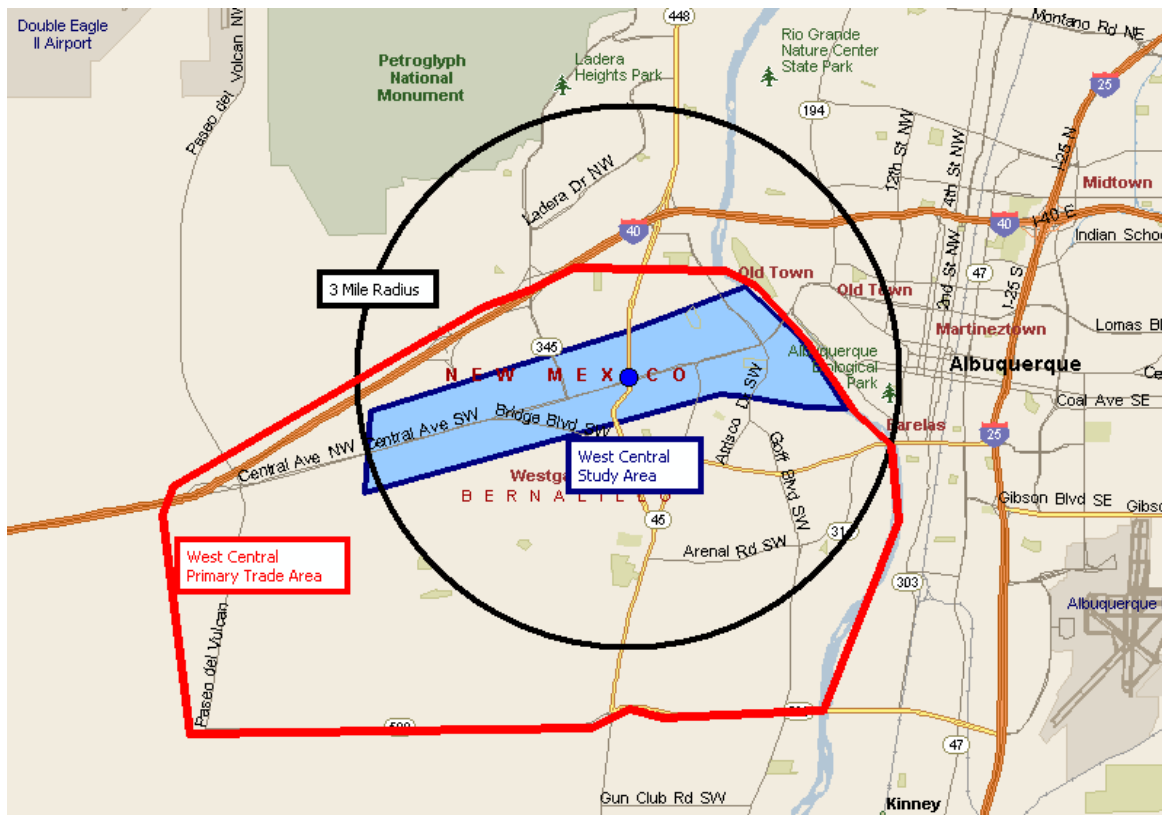 Double Eagle
II Airport
Paseo del Volcan NW
Petroglyph
National
Monument
448
Ladera
Heights Park
Rio Grande
Nature Center
State Park
Montano Rd NE
25
194
12th St NW
4th St NW
I-25 N
Midtown
Ladera Dr NW
40
40
I-40 E
Indian Schoo
3 Mile Radius
Old Town
Old Town
47
2nd St NW
I-25 S
Martineztown
Lomas Bl
345
NEW MEXICO
Albuquerque
Biological
Park
Albuquerque
Ce
Coal Ave SE
Atrisco Dr SW
Central Ave NW
Central Ave SW
Bridge Blvd SW
Barelas
25
West Central
Study Area
Goff Blvd SW
BERNALILLO
Gibson Blvd SE
Gibso
45
Arenal Rd SW
West Central
Primary Trade Area
303
Albuquerque
Paseo del Vulcan
47
Gun Club Rd SW
Kinney